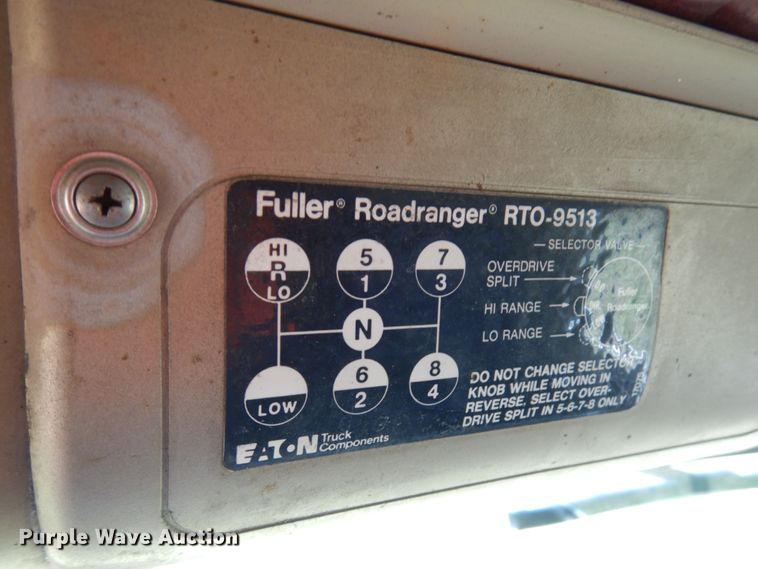 Fuller® Roadranger® RTO-9513
— SELECTOR VALVE —
HI
R
LO
5
1
7
3
OVERDRIVE
SPLIT
Fuller
Roadranger
HI RANGE
N
LO RANGE
LOW
6
2
8
4
DO NOT CHANGE SELECTOR
KNOB WHILE MOVING IN
REVERSE. SELECT OVER-
DRIVE SPLIT IN 5-6-7-8 ONLY
EATON Truck
Components
Purple Wave Auction